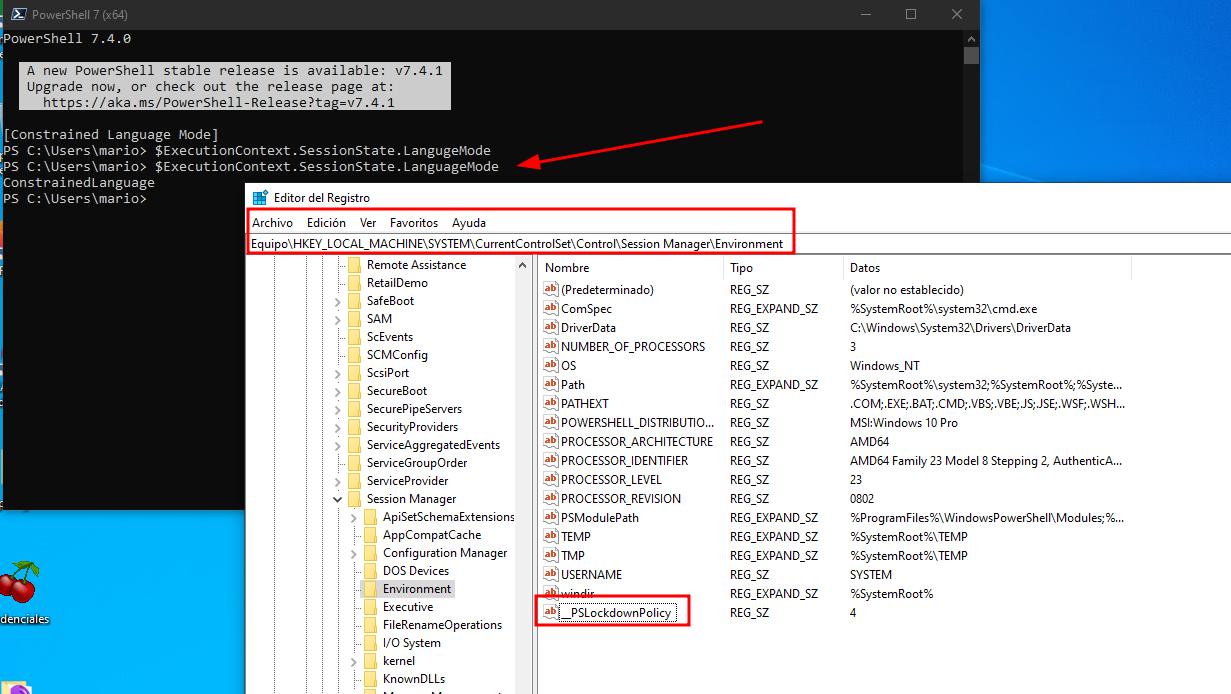 PowerShell 7 (x64)
PowerShell 7.4.0
A new PowerShell stable release is available: v7.4.1
Upgrade now, or check out the release page at:
https://aka.ms/PowerShell-Release?tag=v7.4.1
[Constrained Language Mode]
PS C:\Users\mario> $ExecutionContext.SessionState.LangugeMode
PS C:\Users\mario> $ExecutionContext.SessionState.LanguageMode
ConstrainedLanguage
PS C:\Users\mario>
Editor del Registro
Archivo Edición Ver Favoritos Ayuda
Equipo\HKEY_LOCAL_MACHINE\SYSTEM\CurrentControlSet\Control\Session Manager\Environment
Remote Assistance
RetailDemo
SafeBoot
SAM
ScEvents
SCMConfig
ScsiPort
SecureBoot
SecurePipeServers
SecurityProviders
ServiceAggregatedEvents
ServiceGroupOrder
ServiceProvider
Session Manager
ApiSetSchemaExtensions
AppCompatCache
Configuration Manager
DOS Devices
Environment
Executive
FileRenameOperations
I/O System
kernel
KnownDLLs
Nombre Tipo Datos
(Predeterminado) REG_SZ (valor no establecido)
ComSpec REG_EXPAND_SZ %SystemRoot%\system32\cmd.exe
DriverData REG_SZ C:\Windows\System32\Drivers\DriverData
NUMBER_OF_PROCESSORS REG_SZ 3
OS REG_SZ Windows_NT
Path REG_EXPAND_SZ %SystemRoot%\system32;%SystemRoot%;%Syste...
PATHEXT REG_SZ .COM;.EXE;.BAT;.CMD;.VBS;.VBE;.JS;.JSE;.WSF;.WSH...
POWERSHELL_DISTRIBUTIO... REG_SZ MSI:Windows 10 Pro
PROCESSOR_ARCHITECTURE REG_SZ AMD64
PROCESSOR_IDENTIFIER REG_SZ AMD64 Family 23 Model 8 Stepping 2, AuthenticA...
PROCESSOR_LEVEL REG_SZ 23
PROCESSOR_REVISION REG_SZ 0802
PSModulePath REG_EXPAND_SZ %ProgramFiles%\WindowsPowerShell\Modules;%...
TEMP REG_EXPAND_SZ %SystemRoot%\TEMP
TMP REG_EXPAND_SZ %SystemRoot%\TEMP
USERNAME REG_SZ SYSTEM
windir REG_EXPAND_SZ %SystemRoot%
__PSLockdownPolicy REG_SZ 4
denciales